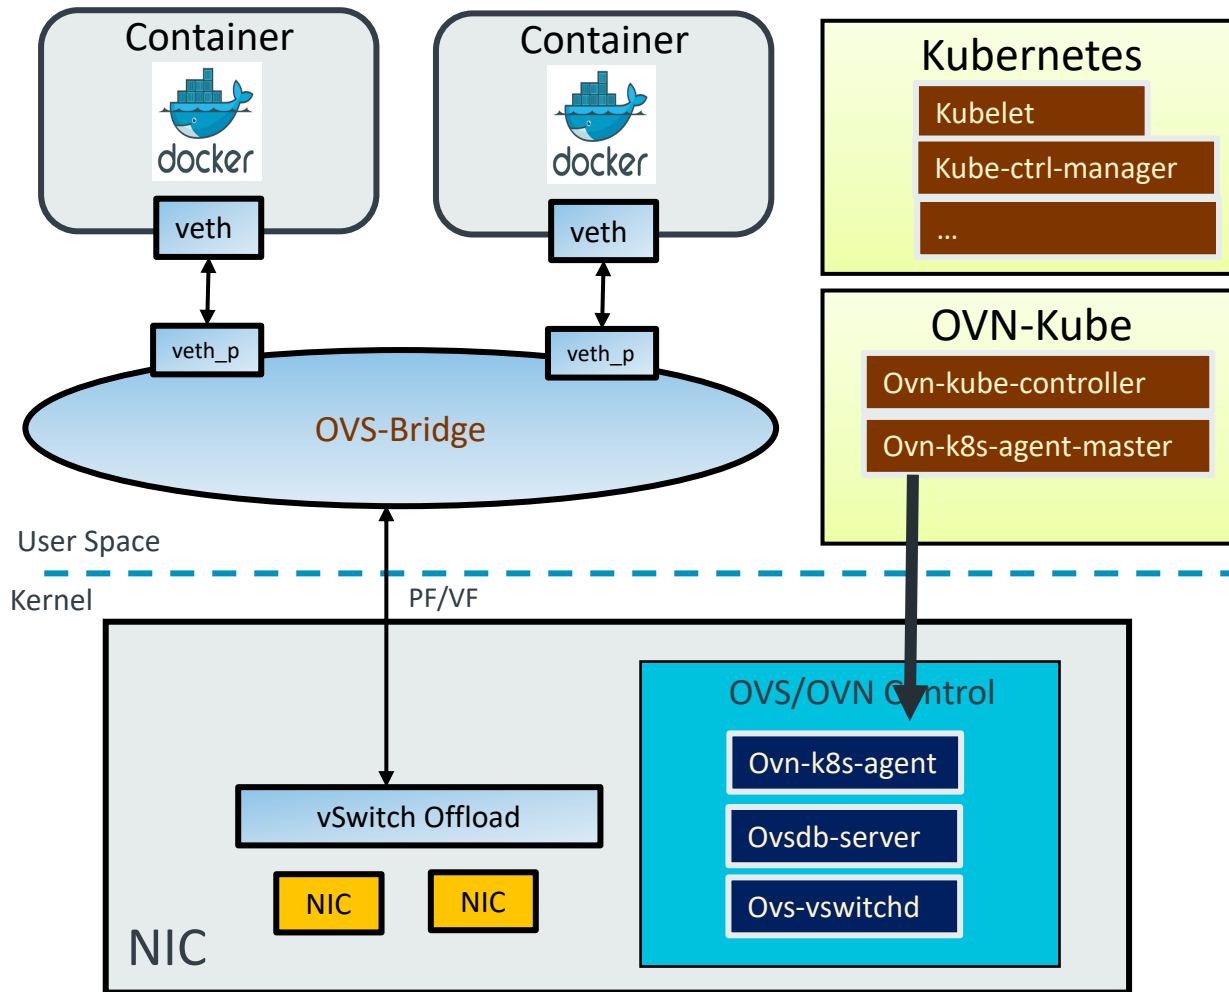 Container
docker
veth
veth_p
Container
docker
veth
veth_p
OVS-Bridge
Kubernetes
Kubelet
Kube-ctrl-manager
...
OVN-Kube
Ovn-kube-controller
Ovn-k8s-agent-master
User Space
Kernel
PF/VF
OVS/OVN Control
Ovn-k8s-agent
Ovsdb-server
Ovs-vswitchd
vSwitch Offload
NIC
NIC
NIC